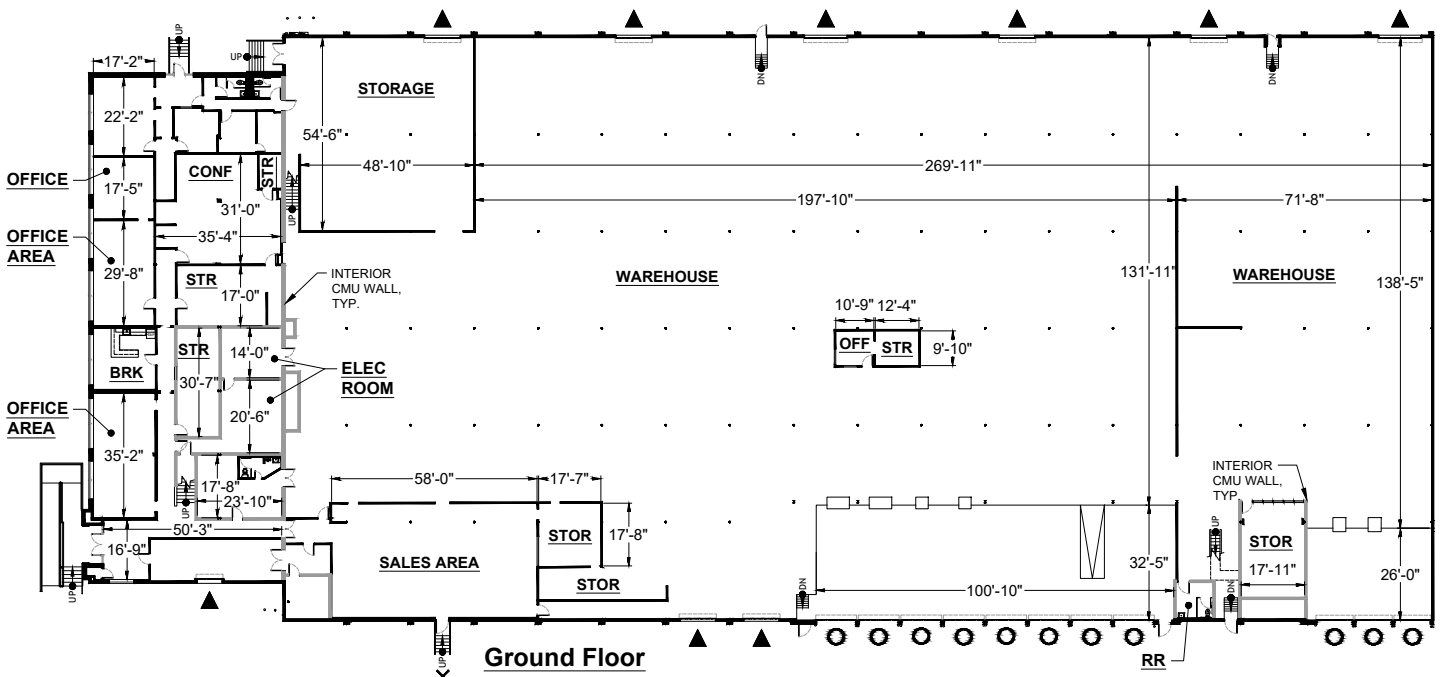 UP
UP
17'-2"
22'-2"
STORAGE
54'-6"
48'-10"
DN
DN
269'-11"
OFFICE
17'-5"
CONF
STR
31'-0"
35'-4"
UP
197'-10"
71'-8"
OFFICE
AREA
29'-8"
STR
17'-0"
INTERIOR
CMU WALL,
TYP.
WAREHOUSE
131'-11"
WAREHOUSE
138'-5"
10'-9"
12'-4"
OFF
STR
9'-10"
BRK
STR
30'-7"
14'-0"
ELEC
ROOM
20'-6"
OFFICE
AREA
35'-2"
17'-8"
23'-10"
UP
58'-0"
17'-7"
INTERIOR
CMU WALL,
TYP.
50'-3"
16'-9"
UP
SALES AREA
STOR
17'-8"
STOR
DN
100'-10"
32'-5"
UP
STOR
17'-11"
DN
26'-0"
UP
Ground Floor
RR